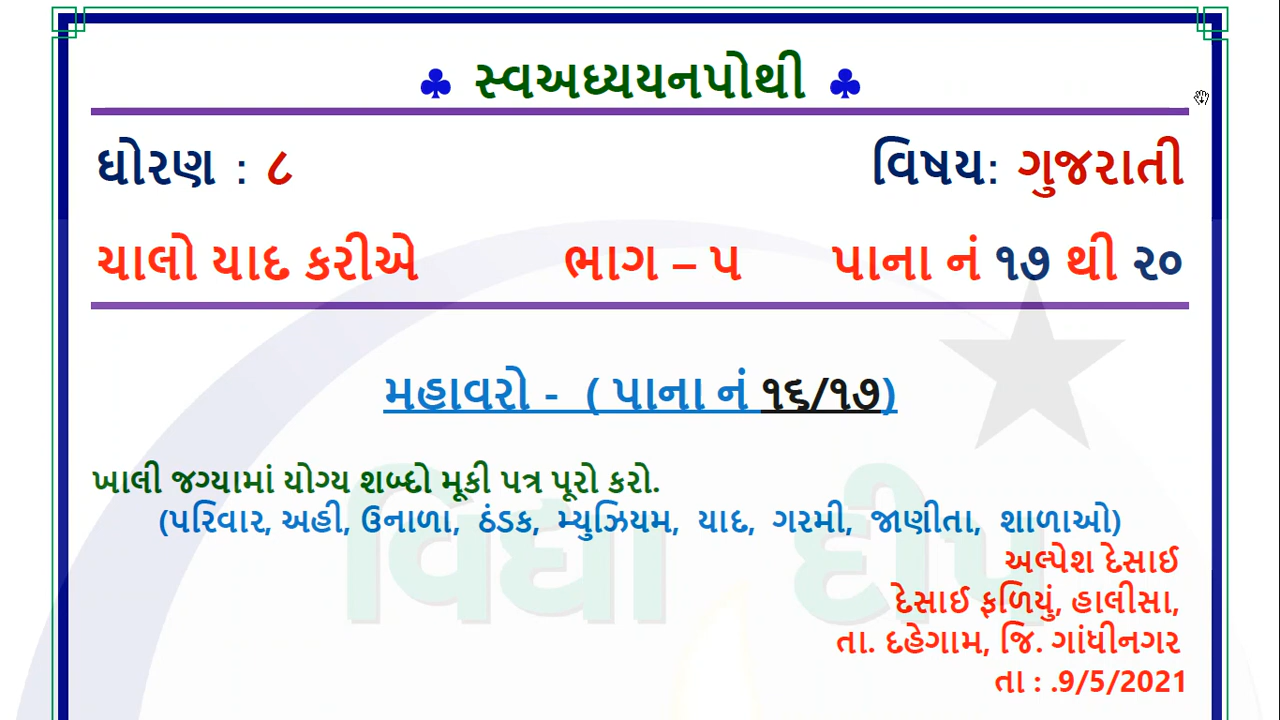 ♣ સ્વઅધ્યયનપોથી ♣
ધોરણ : ૮ વિષય: ગુજરાતી
ચાલો યાદ કરીએ ભાગ – ૫ પાના નં ૧૭ થી ૨૦
મહાવરો - ( પાના નં ૧૬/૧૭)
ખાલી જગ્યામાં યોગ્ય શબ્દો મૂકી પત્ર પૂરો કરો.
(પરિવાર, અહી, ઉનાળા, ઠંડક, મ્યુઝિયમ, યાદ, ગરમી, જાણીતા, શાળાઓ)
અલ્પેશ દેસાઈ
દેસાઈ ફળિયું, હાલીસા,
તા. દહેગામ, જિ. ગાંધીનગર
તા : .9/5/2021
વિદ્યા દીપ